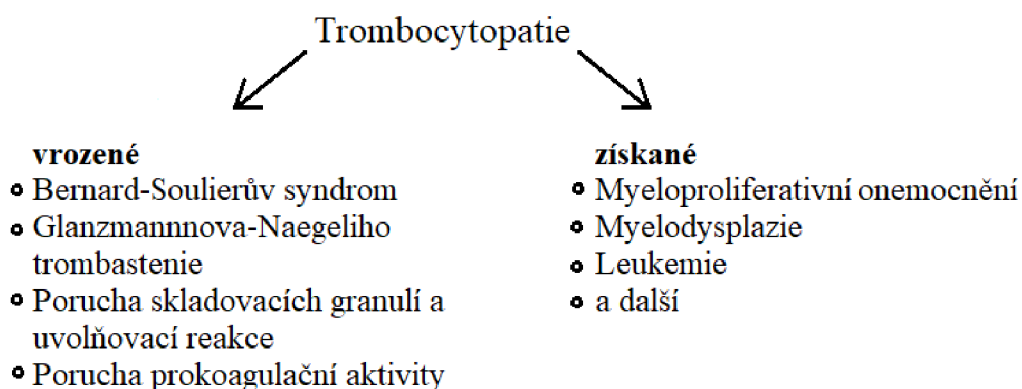 Trombocytopatie
vrozené
Bernard-Soulierův syndrom
Glanzmannnova-Naegeliho
trombastenie
Porucha skladovacích granulí a
uvolňovací reakce
Porucha prokoagulační aktivity
získané
Myeloproliferativní onemocnění
Myelodysplazie
Leukemie
a další